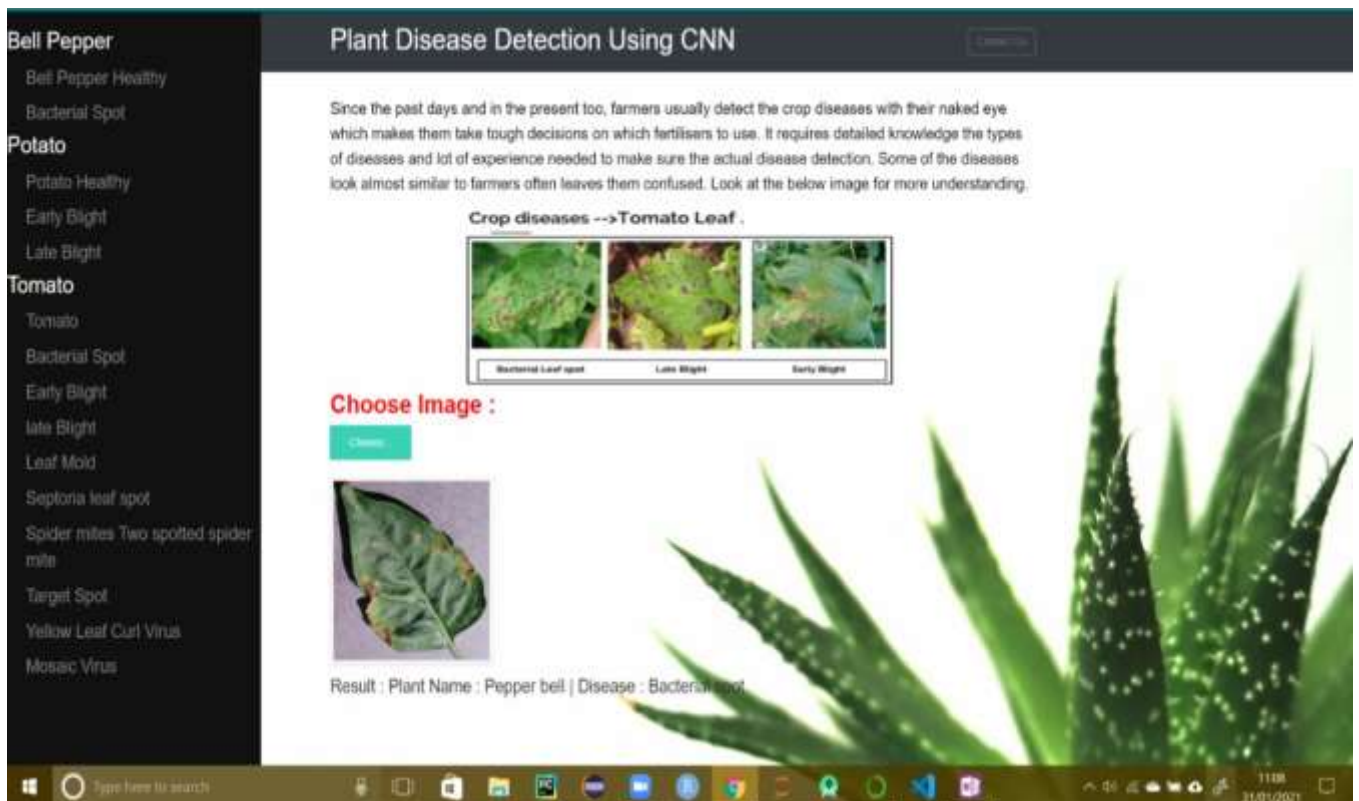 Bell Pepper
Bell Pepper Healthy
Bacterial Spot
Potato
Potato Healthy
Early Blight
Late Blight
Tomato
Tomato
Bacterial Spot
Early Blight
late Blight
Leaf Mold
Septoria leaf spot
Spider mites Two spotted spider
mite
Target Spot
Yellow Leaf Curl Virus
Mosaic Virus
Plant Disease Detection Using CNN
Since the past days and in the present too, farmers usually detect the crop diseases with their naked eye
which makes them take tough decisions on which fertilisers to use. It requires detailed knowledge the types
of diseases and lot of experience needed to make sure the actual disease detection. Some of the diseases
look almost similar to farmers often leaves them confused. Look at the below image for more understanding.
Crop diseases -->Tomato Leaf .
Bacterial Leaf spot Late Blight Early Blight
Choose Image :
Result : Plant Name : Pepper bell | Disease : Bacterial spot
Type here to search
11:08
31/01/2021